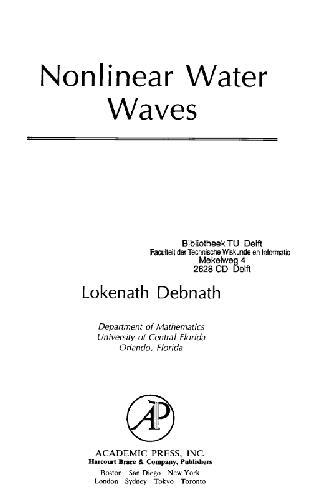 Nonlinear Water
Waves
Bibliotheek TU Delft
Faculteit der Technische Wiskunde en Informatica
Mekelweg 4
2628 CD Delft
Lokenath Debnath
Department of Mathematics
University of Central Florida
Orlando, Florida
AP
ACADEMIC PRESS, INC.
Harcourt Brace & Company, Publishers
Boston San Diego New York
London Sydney Tokyo Toronto